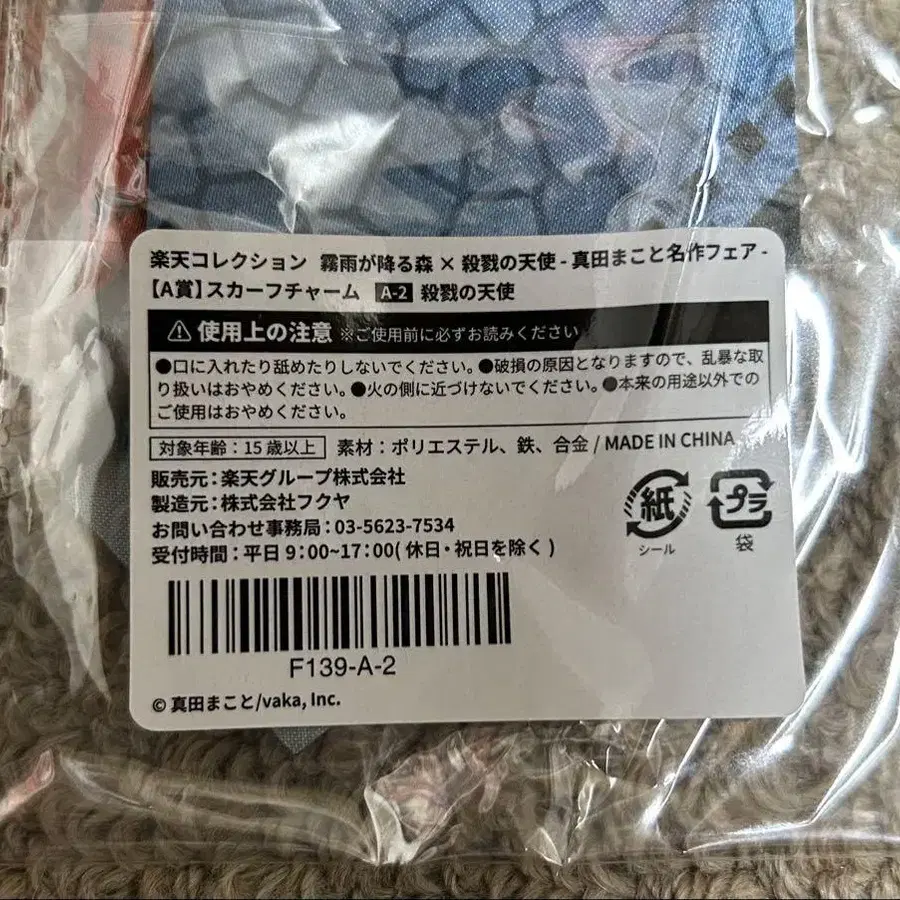 楽天コレクション 霧雨が降る森 × 殺戮の天使 - 真田まこと名作フェア -
【A賞】スカーフチャーム A-2 殺戮の天使
⚠ 使用上の注意 ※ご使用前に必ずお読みください
●口に入れたり舐めたりしないでください。●破損の原因となりますので、乱暴な取
り扱いはおやめください。●火の側に近づけないでください。●本来の用途以外での
ご使用はおやめください。
対象年齢：15歳以上 素材：ポリエステル、鉄、合金 / MADE IN CHINA
販売元：楽天グループ株式会社
製造元：株式会社フクヤ
お問い合わせ事務局：03-5623-7534
受付時間：平日 9：00~17：00( 休日・祝日を除く )
紙
シール
プラ
袋
F139-A-2
© 真田まこと/vaka, Inc.